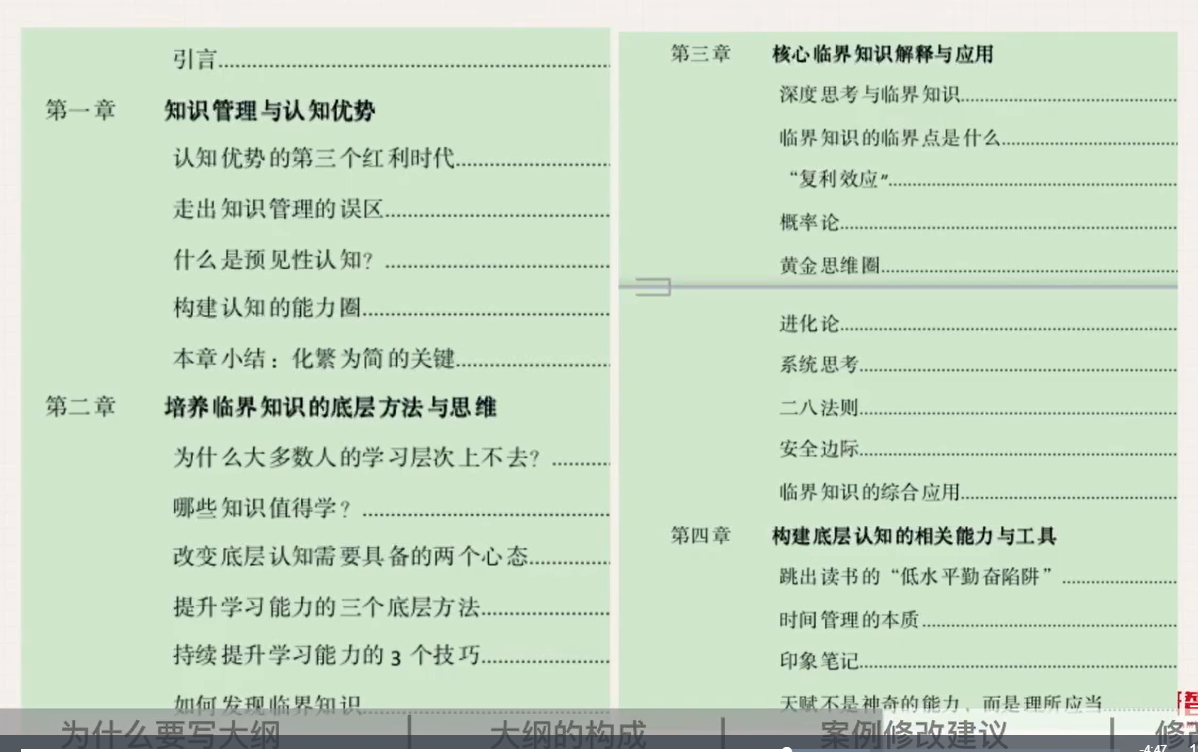 引言
第一章 知识管理与认知优势
认知优势的第三个红利时代
走出知识管理的误区
什么是预见性认知?
构建认知的能力圈
本章小结：化繁为简的关键
第二章 培养临界知识的底层方法与思维
为什么大多数人的学习层次上不去?
哪些知识值得学?
改变底层认知需要具备的两个心态
提升学习能力的三个底层方法
持续提升学习能力的 3 个技巧
如何发现临界知识
第三章 核心临界知识解释与应用
深度思考与临界知识
临界知识的临界点是什么
“复利效应”
概率论
黄金思维圈
进化论
系统思考
二八法则
安全边际
临界知识的综合应用
第四章 构建底层认知的相关能力与工具
跳出读书的“低水平勤奋陷阱”
时间管理的本质
印象笔记
天赋不是神奇的能力，而是理所应当
为什么要写大纲 | 大纲的构成 | 案例修改建议 |
-4:47